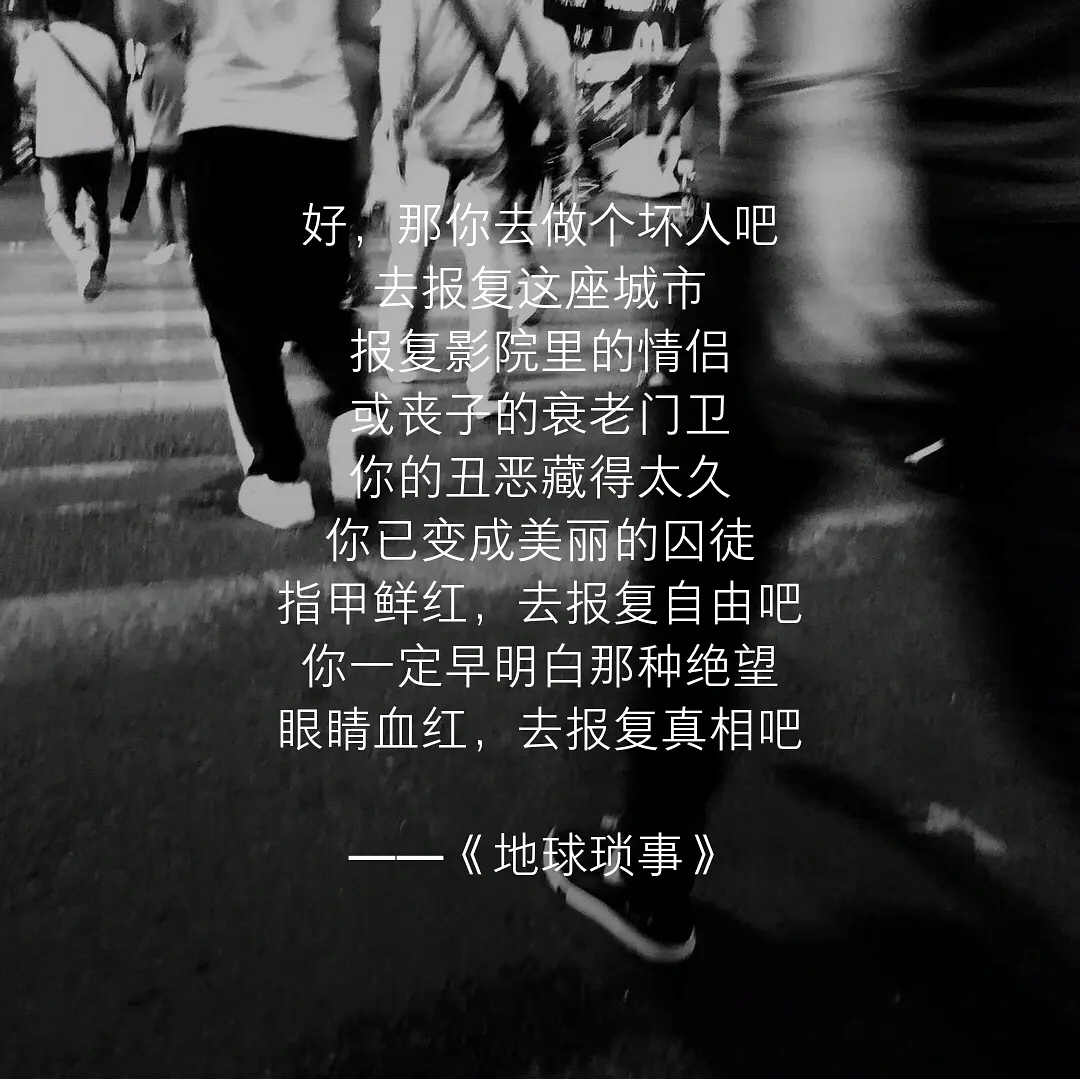 好，那你去做个坏人吧
去报复这座城市
报复影院里的情侣
或丧子的衰老门卫
你的丑恶藏得太久
你已变成美丽的囚徒
指甲鲜红，去报复自由吧
你一定早明白那种绝望
眼睛血红，去报复真相吧
——《地球琐事》